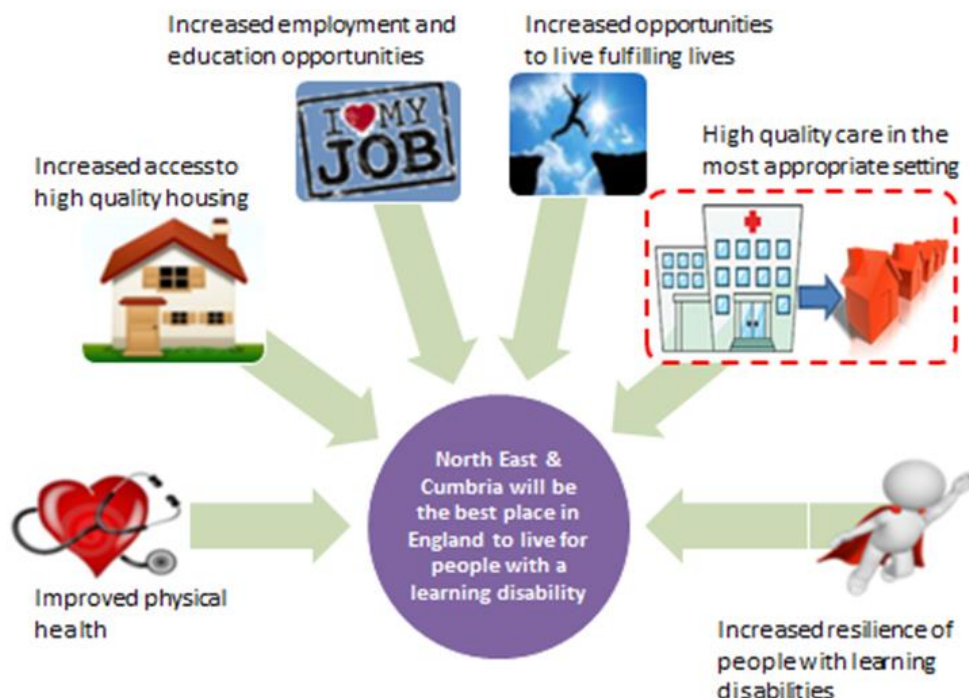 Increased employment and
education opportunities
Increased opportunities
to live fulfilling lives
I MY
JOB
High quality care in the
most appropriate setting
Increased access to
high quality housing
North East &
Cumbria will be
the best place in
England to live for
people with a
learning disability
Improved physical
health
Increased resilience of
people with learning
disabilities